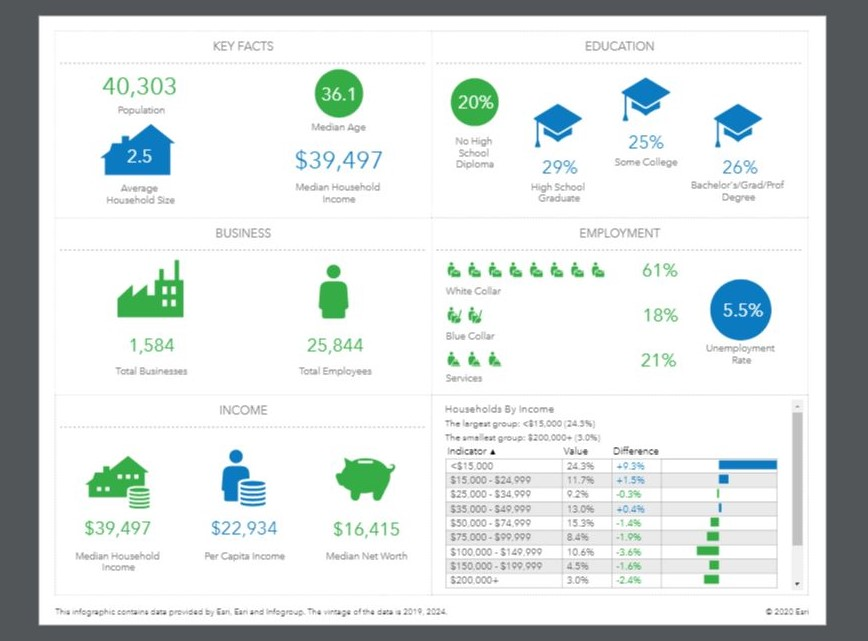 KEY FACTS
40,303
Population
36.1
Median Age
2.5
Average
Household Size
$39,497
Median Household
Income
EDUCATION
20%
No High
School
Diploma
29%
High School
Graduate
25%
Some College
26%
Bachelor's/Grad/Prof
Degree
BUSINESS
1,584
Total Businesses
25,844
Total Employees
EMPLOYMENT
61%
White Collar
18%
Blue Collar
21%
Services
5.5%
Unemployment
Rate
INCOME
$39,497
Median Household
Income
$22,934
Per Capita Income
$16,415
Median Net Worth
Households By Income
The largest group: <$15,000 (24.3%)
The smallest group: $200,000+ (3.0%)
Indicator ▲ Value Difference
<$15,000 24.3% +9.3%
$15,000 - $24,999 11.7% +1.5%
$25,000 - $34,999 9.2% -0.3%
$35,000 - $49,999 13.0% +0.4%
$50,000 - $74,999 15.3% -1.4%
$75,000 - $99,999 8.4% -1.9%
$100,000 - $149,999 10.6% -3.6%
$150,000 - $199,999 4.5% -1.6%
$200,000+ 3.0% -2.4%
This infographic contains data provided by Esri, Esri and Infogroup. The vintage of the data is 2019, 2024.
© 2020 Esri